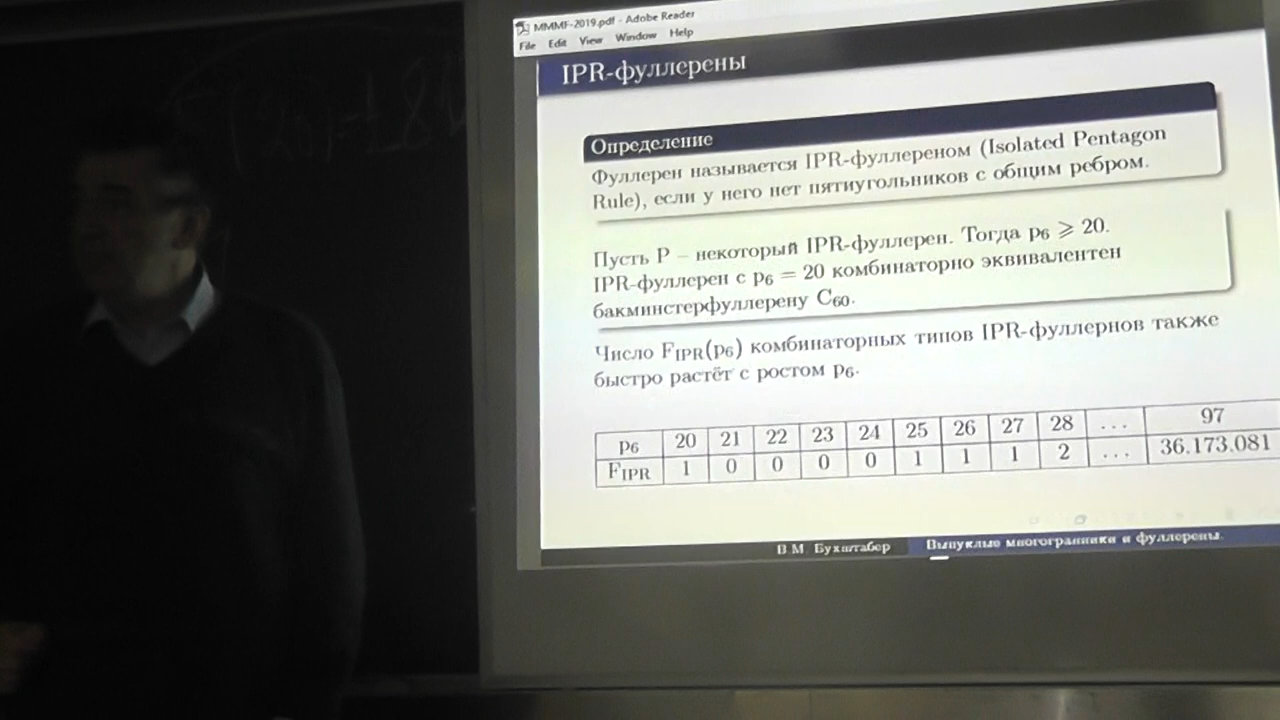 MMMF-2019.pdf - Adobe Reader
File Edit View Window Help
IPR-фуллерены
Определение
Фуллерен называется IPR-фуллереном (Isolated Pentagon
Rule), если у него нет пятиугольников с общим ребром.
Пусть P – некоторый IPR-фуллерен. Тогда p₆ ⩾ 20.
IPR-фуллерен с p₆ = 20 комбинаторно эквивалентен
бакминстерфуллерену C₆₀.
Число F_IPR(p₆) комбинаторных типов IPR-фуллернов также
быстро растёт с ростом p₆.
p₆ 20 21 22 23 24 25 26 27 28 ... 97
F_IPR 1 0 0 0 0 1 1 1 2 ... 36.173.081
В.М. Бухштабер Выпуклые многогранники и фуллерены.